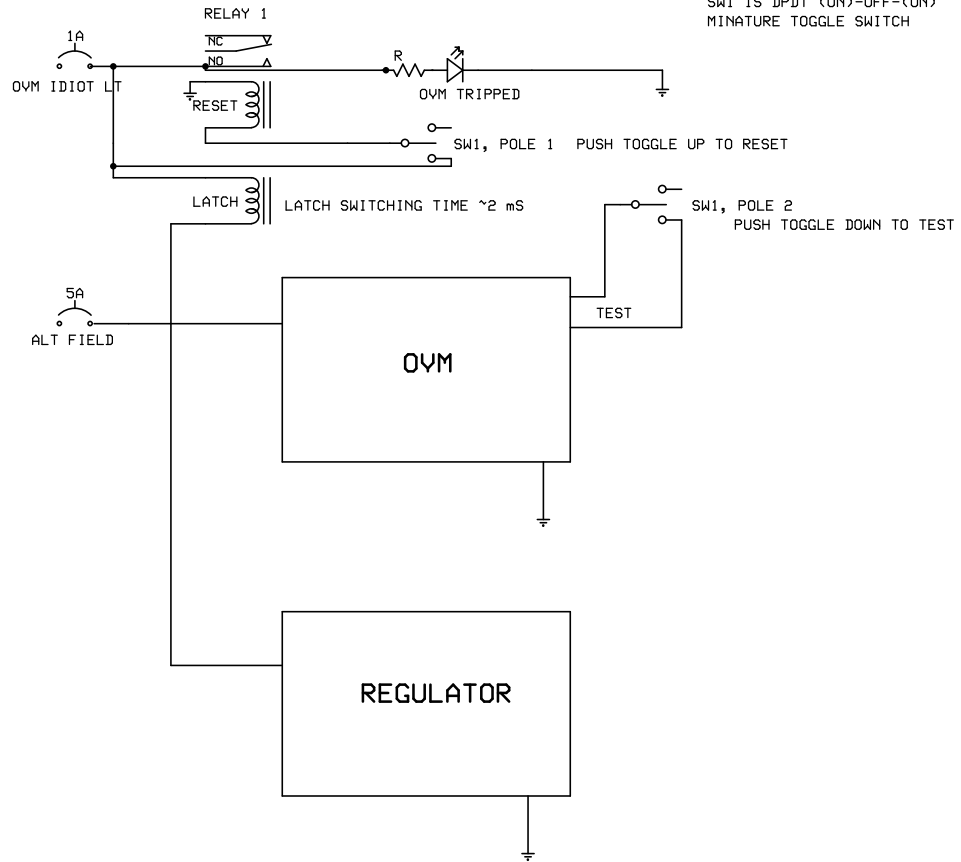 SW1 IS DPDT (ON)-OFF-(ON)
MINATURE TOGGLE SWITCH
RELAY 1
NC
NO
1A
OVM IDIOT LT
R
OVM TRIPPED
RESET
SW1, POLE 1 PUSH TOGGLE UP TO RESET
LATCH
LATCH SWITCHING TIME ~2 mS
SW1, POLE 2
PUSH TOGGLE DOWN TO TEST
5A
ALT FIELD
TEST
OVM
REGULATOR